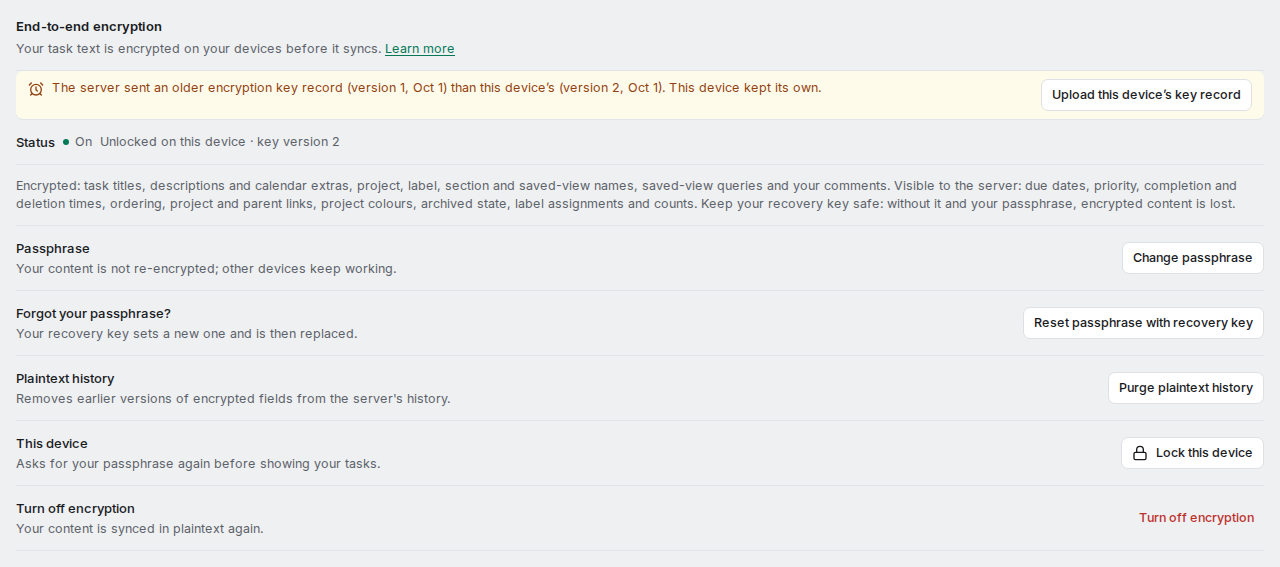 End-to-end encryption
Your task text is encrypted on your devices before it syncs. Learn more
The server sent an older encryption key record (version 1, Oct 1) than this device’s (version 2, Oct 1). This device kept its own.
Upload this device’s key record
Status On Unlocked on this device · key version 2
Encrypted: task titles, descriptions and calendar extras, project, label, section and saved-view names, saved-view queries and your comments. Visible to the server: due dates, priority, completion and
deletion times, ordering, project and parent links, project colours, archived state, label assignments and counts. Keep your recovery key safe: without it and your passphrase, encrypted content is lost.
Passphrase
Your content is not re-encrypted; other devices keep working.
Change passphrase
Forgot your passphrase?
Your recovery key sets a new one and is then replaced.
Reset passphrase with recovery key
Plaintext history
Removes earlier versions of encrypted fields from the server's history.
Purge plaintext history
This device
Asks for your passphrase again before showing your tasks.
Lock this device
Turn off encryption
Your content is synced in plaintext again.
Turn off encryption